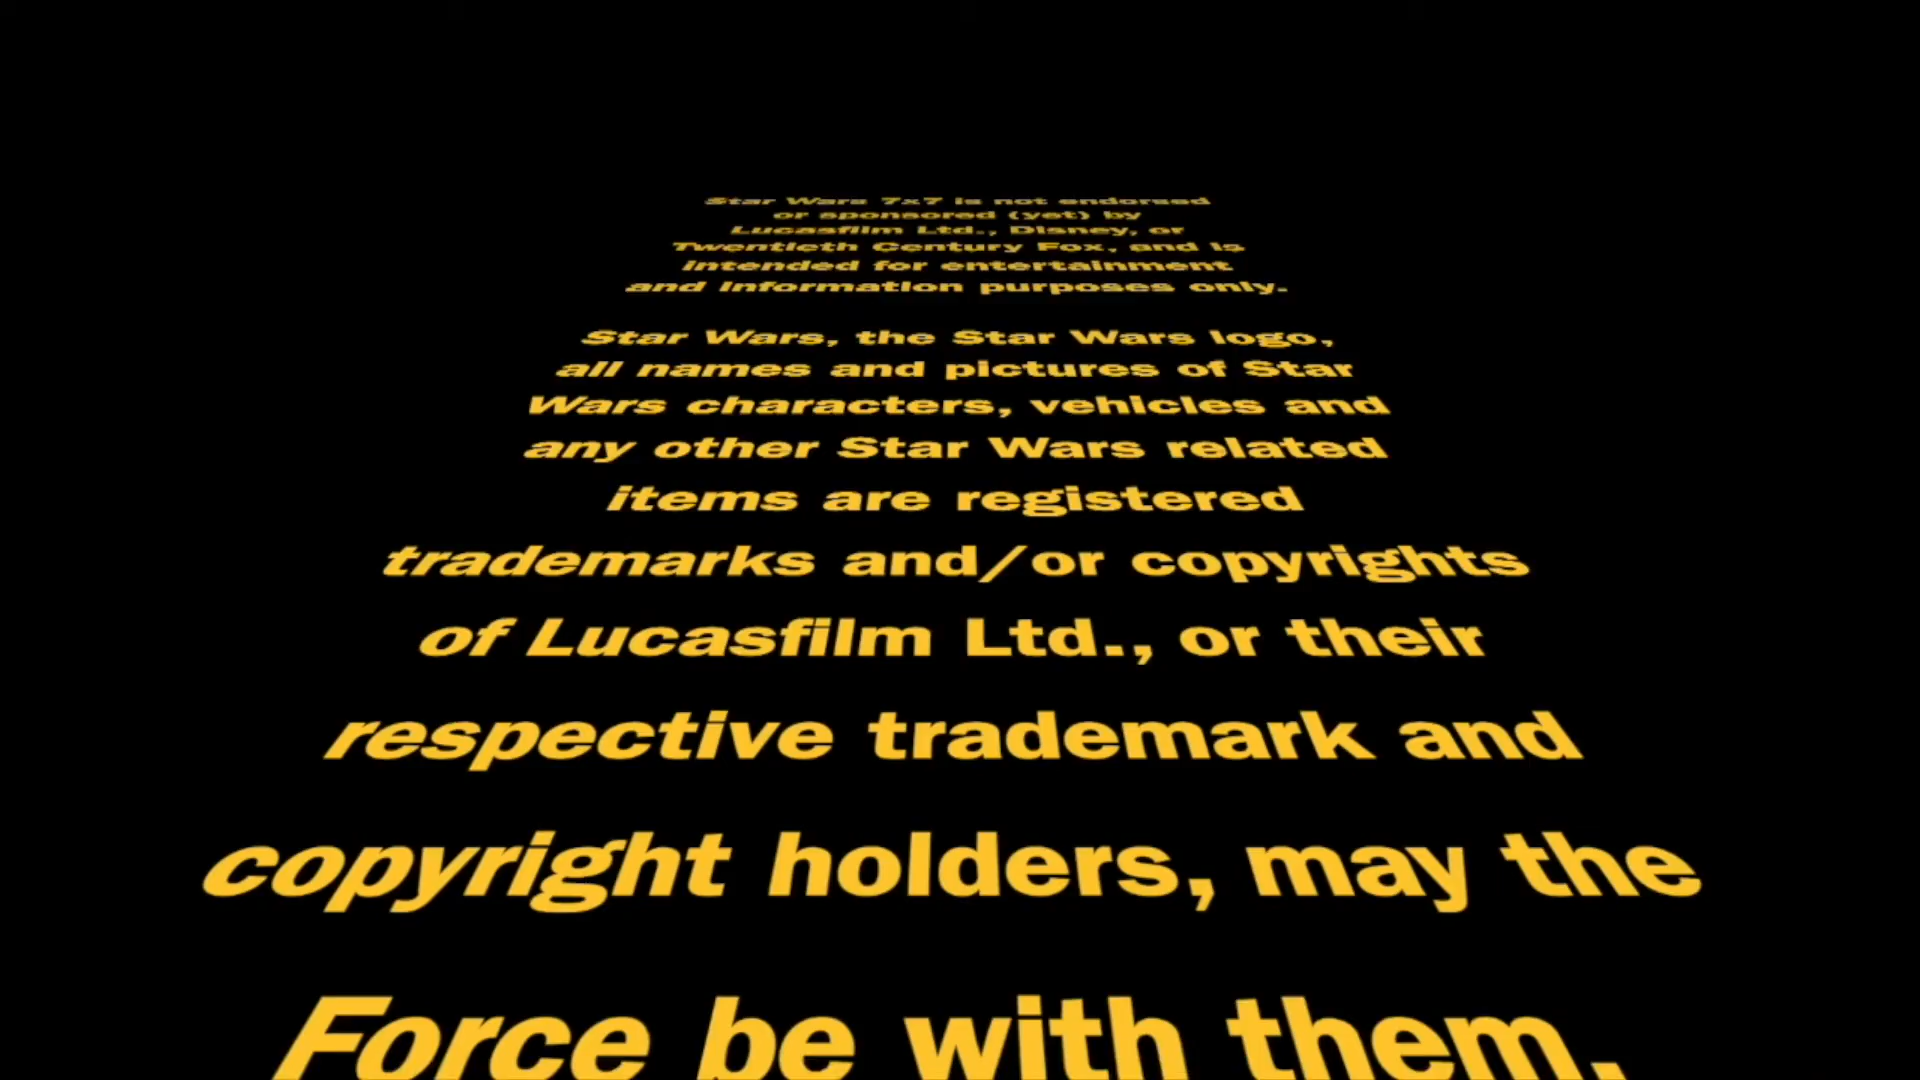 Star Wars 7x7 is not endorsed
or sponsored (yet) by
Lucasfilm Ltd., Disney, or
Twentieth Century Fox, and is
intended for entertainment
and information purposes only.
Star Wars, the Star Wars logo,
all names and pictures of Star
Wars characters, vehicles and
any other Star Wars related
items are registered
trademarks and/or copyrights
of Lucasfilm Ltd., or their
respective trademark and
copyright holders, may the
Force be with them.